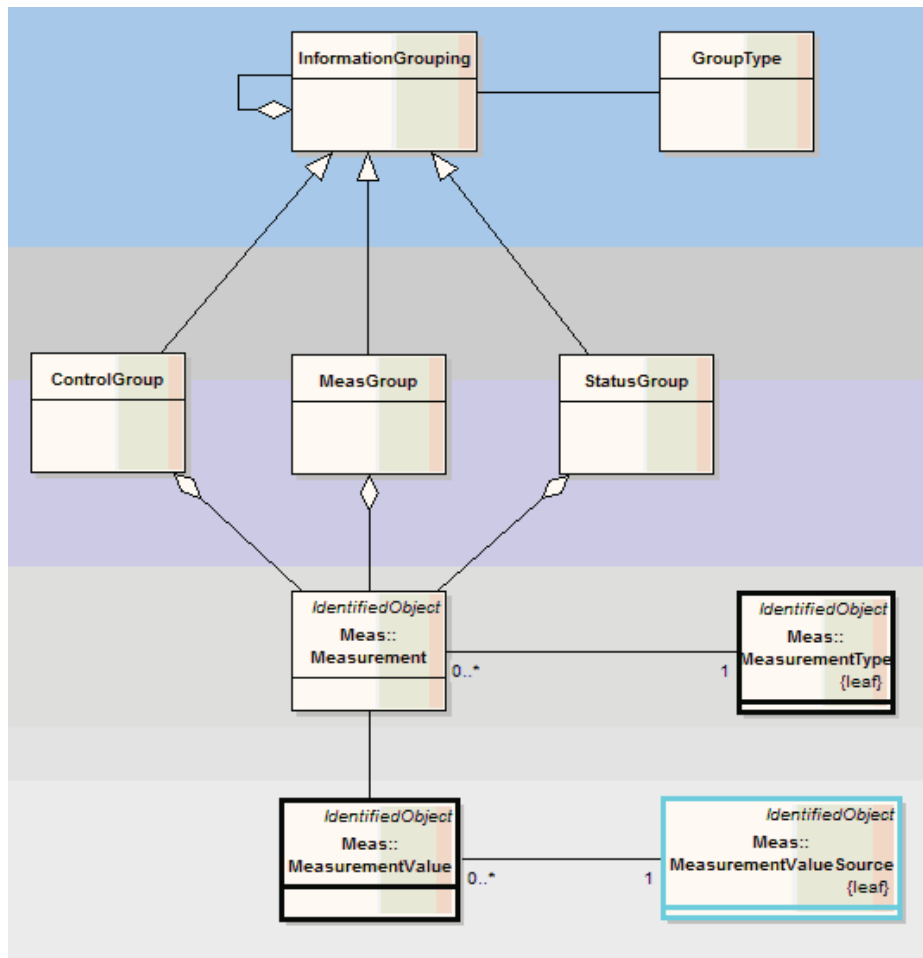 InformationGrouping
GroupType
ControlGroup
MeasGroup
StatusGroup
IdentifiedObject
Meas::
Measurement
0..*
1
IdentifiedObject
Meas::
MeasurementType
{leaf}
IdentifiedObject
Meas::
MeasurementValue
0..*
1
IdentifiedObject
Meas::
MeasurementValueSource
{leaf}